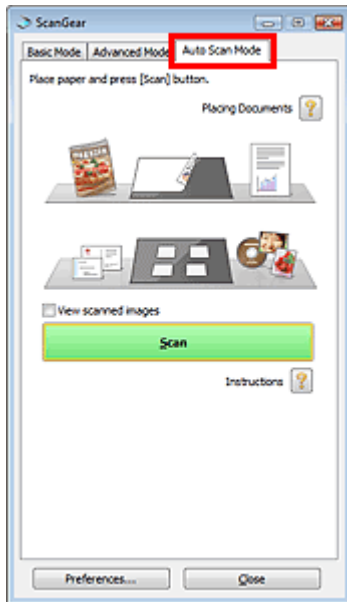 ScanGear
Basic Mode Advanced Mode Auto Scan Mode
Place paper and press [Scan] button.
Placing Documents
View scanned images
Scan
Instructions
Preferences... Close